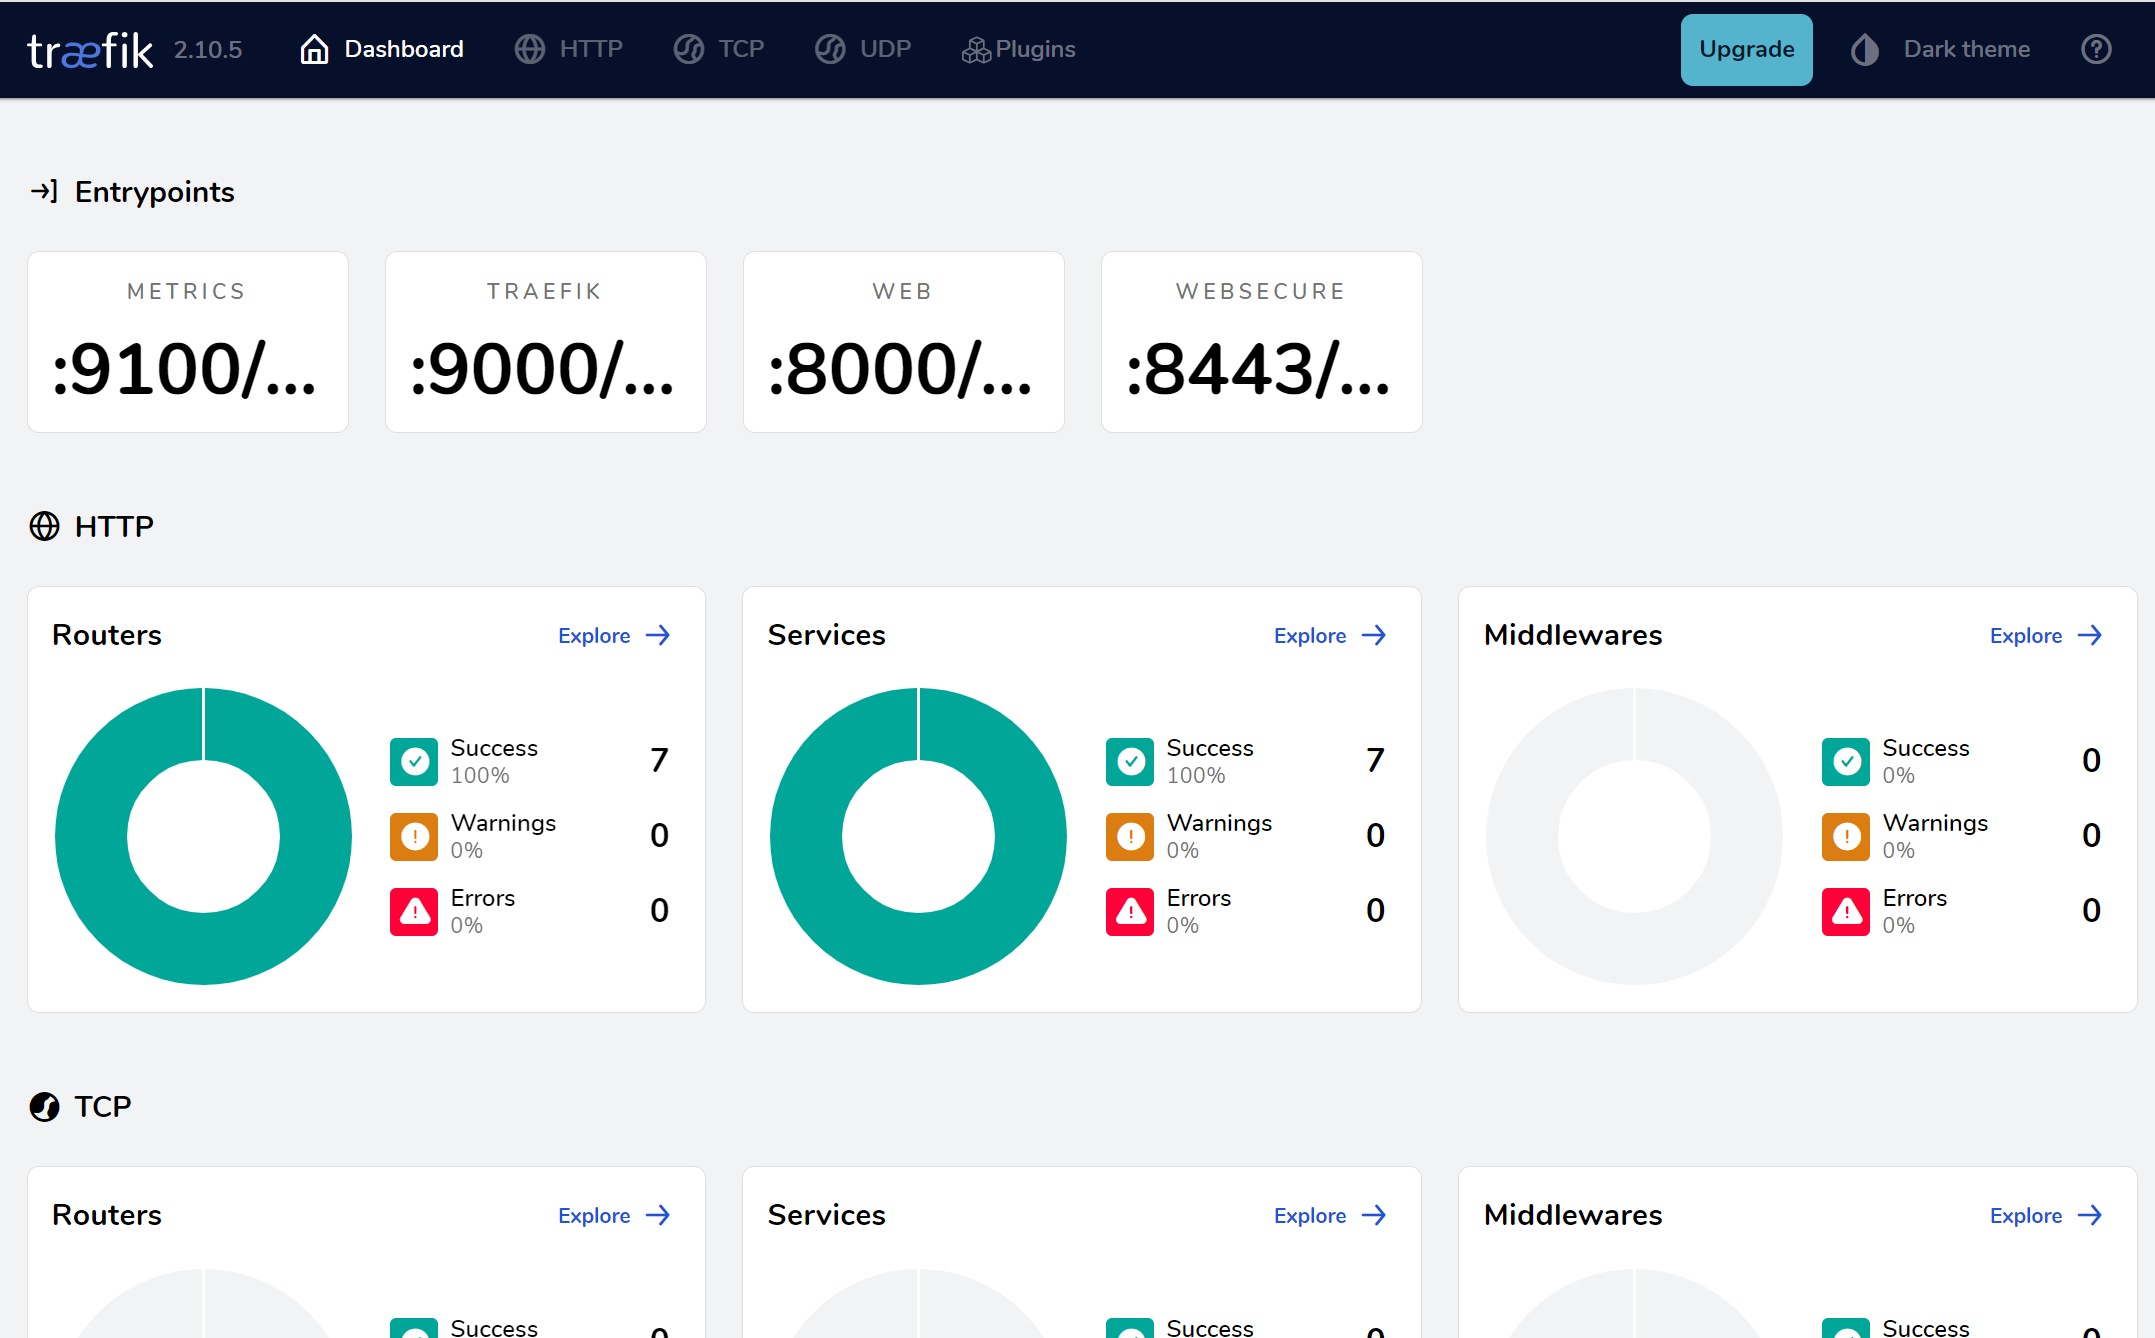 træfik 2.10.5 Dashboard HTTP TCP UDP Plugins Upgrade Dark theme
Entrypoints
METRICS TRAEFIK WEB WEBSECURE
:9100/... :9000/... :8000/... :8443/...
HTTP
Routers Explore Services Explore Middlewares Explore
Success 7 Success 7 Success 0
100% 100% 0%
Warnings 0 Warnings 0 Warnings 0
0% 0% 0%
Errors 0 Errors 0 Errors 0
0% 0% 0%
TCP
Routers Explore Services Explore Middlewares Explore
Success 0 Success 0 Success 0